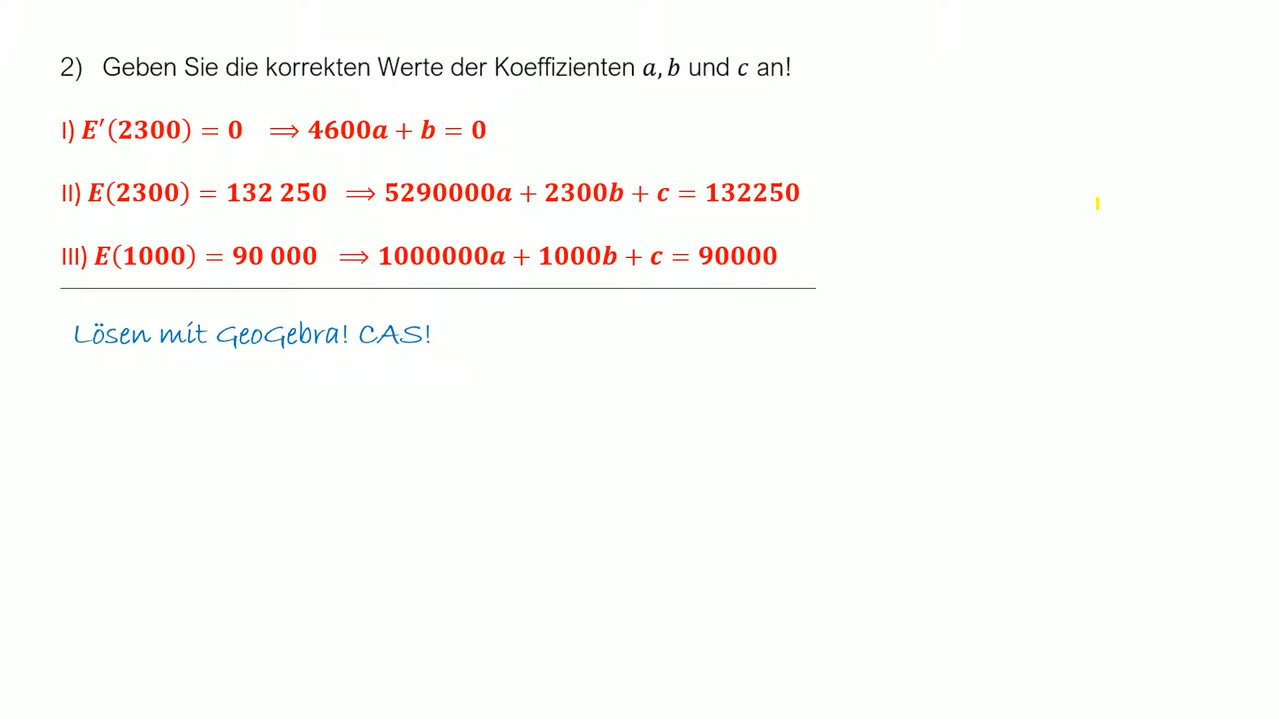 2) Geben Sie die korrekten Werte der Koeffizienten a, b und c an!
I) E′(2300) = 0 ⟹ 4600a + b = 0
II) E(2300) = 132 250 ⟹ 5290000a + 2300b + c = 132250
III) E(1000) = 90 000 ⟹ 1000000a + 1000b + c = 90000
Lösen mit GeoGebra! CAS!